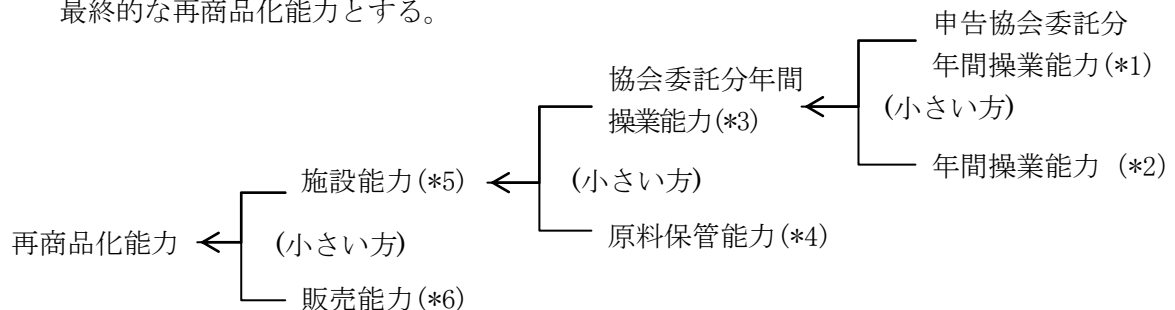 最終的な再商品化能力とする。
申告協会委託分
年間操業能力(*1)
協会委託分年間
操業能力(*3)
(小さい方)
年間操業能力 (*2)
施設能力(*5)
(小さい方)
原料保管能力(*4)
再商品化能力
(小さい方)
販売能力(*6)